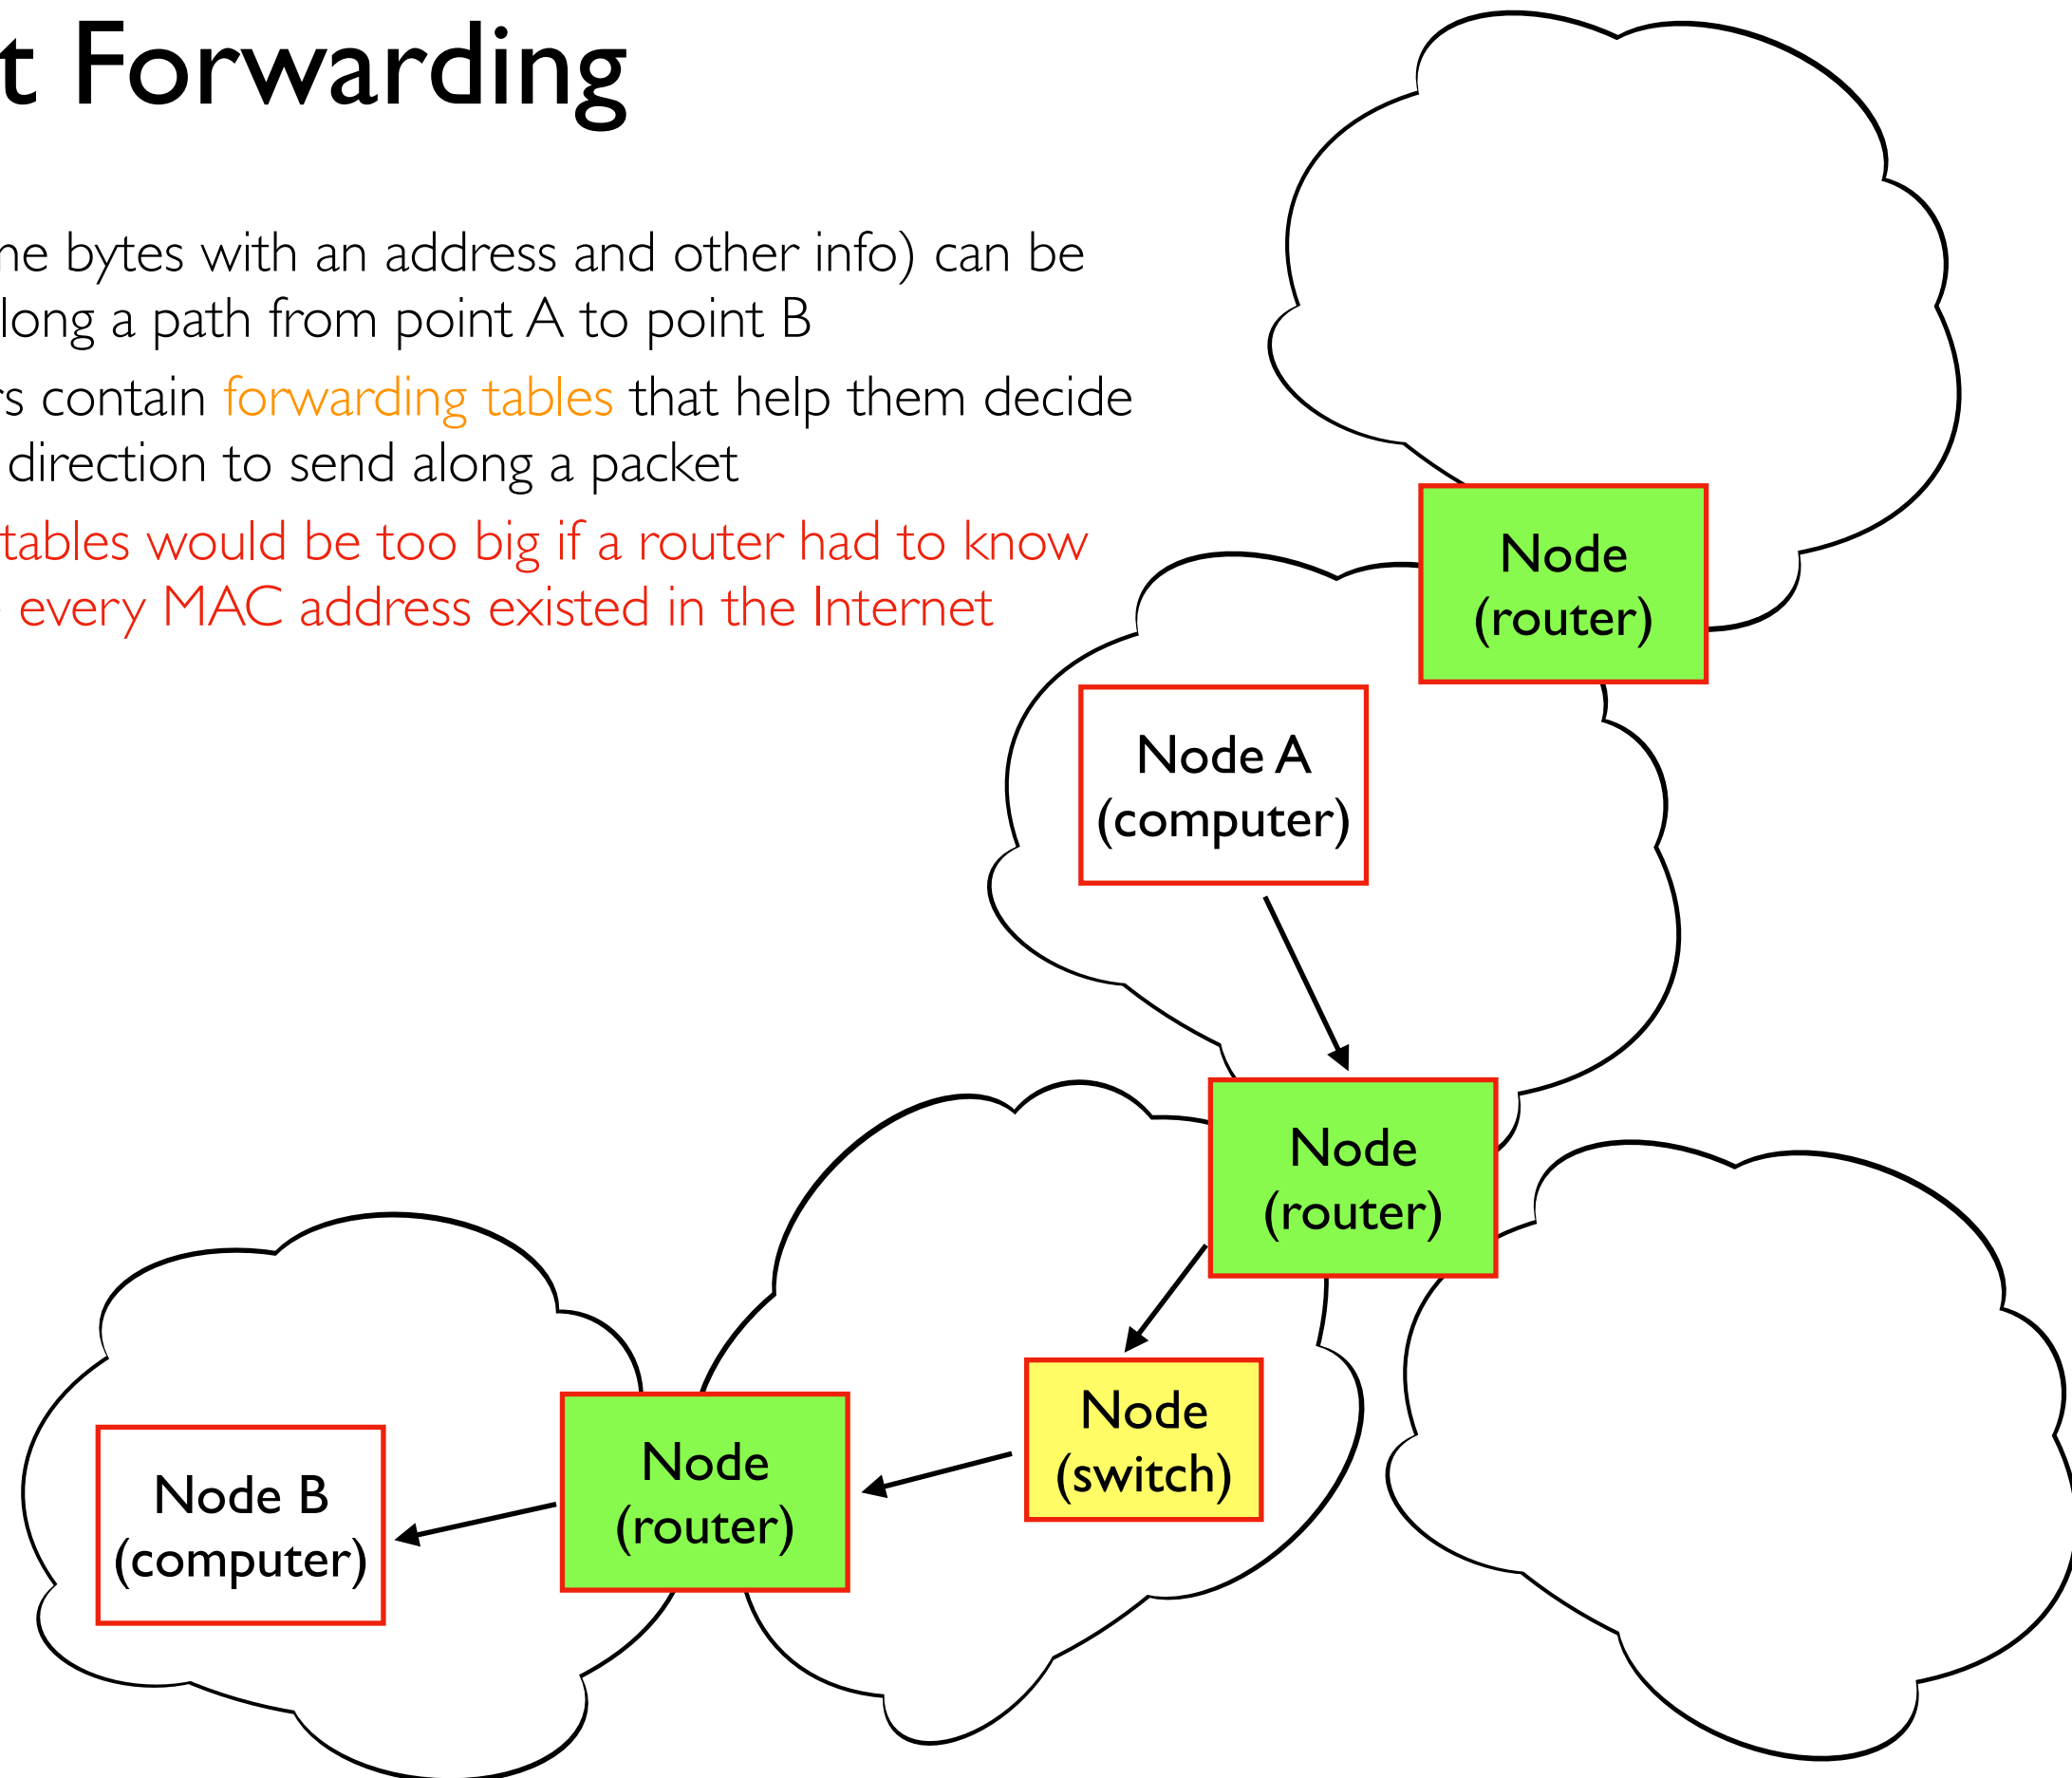 t Forwarding
ne bytes with an address and other info) can be
long a path from point A to point B
rs contain forwarding tables that help them decide
direction to send along a packet
tables would be too big if a router had to know
every MAC address existed in the Internet
Node
(router)
Node A
(computer)
Node
(router)
Node
(switch)
Node
(router)
Node B
(computer)